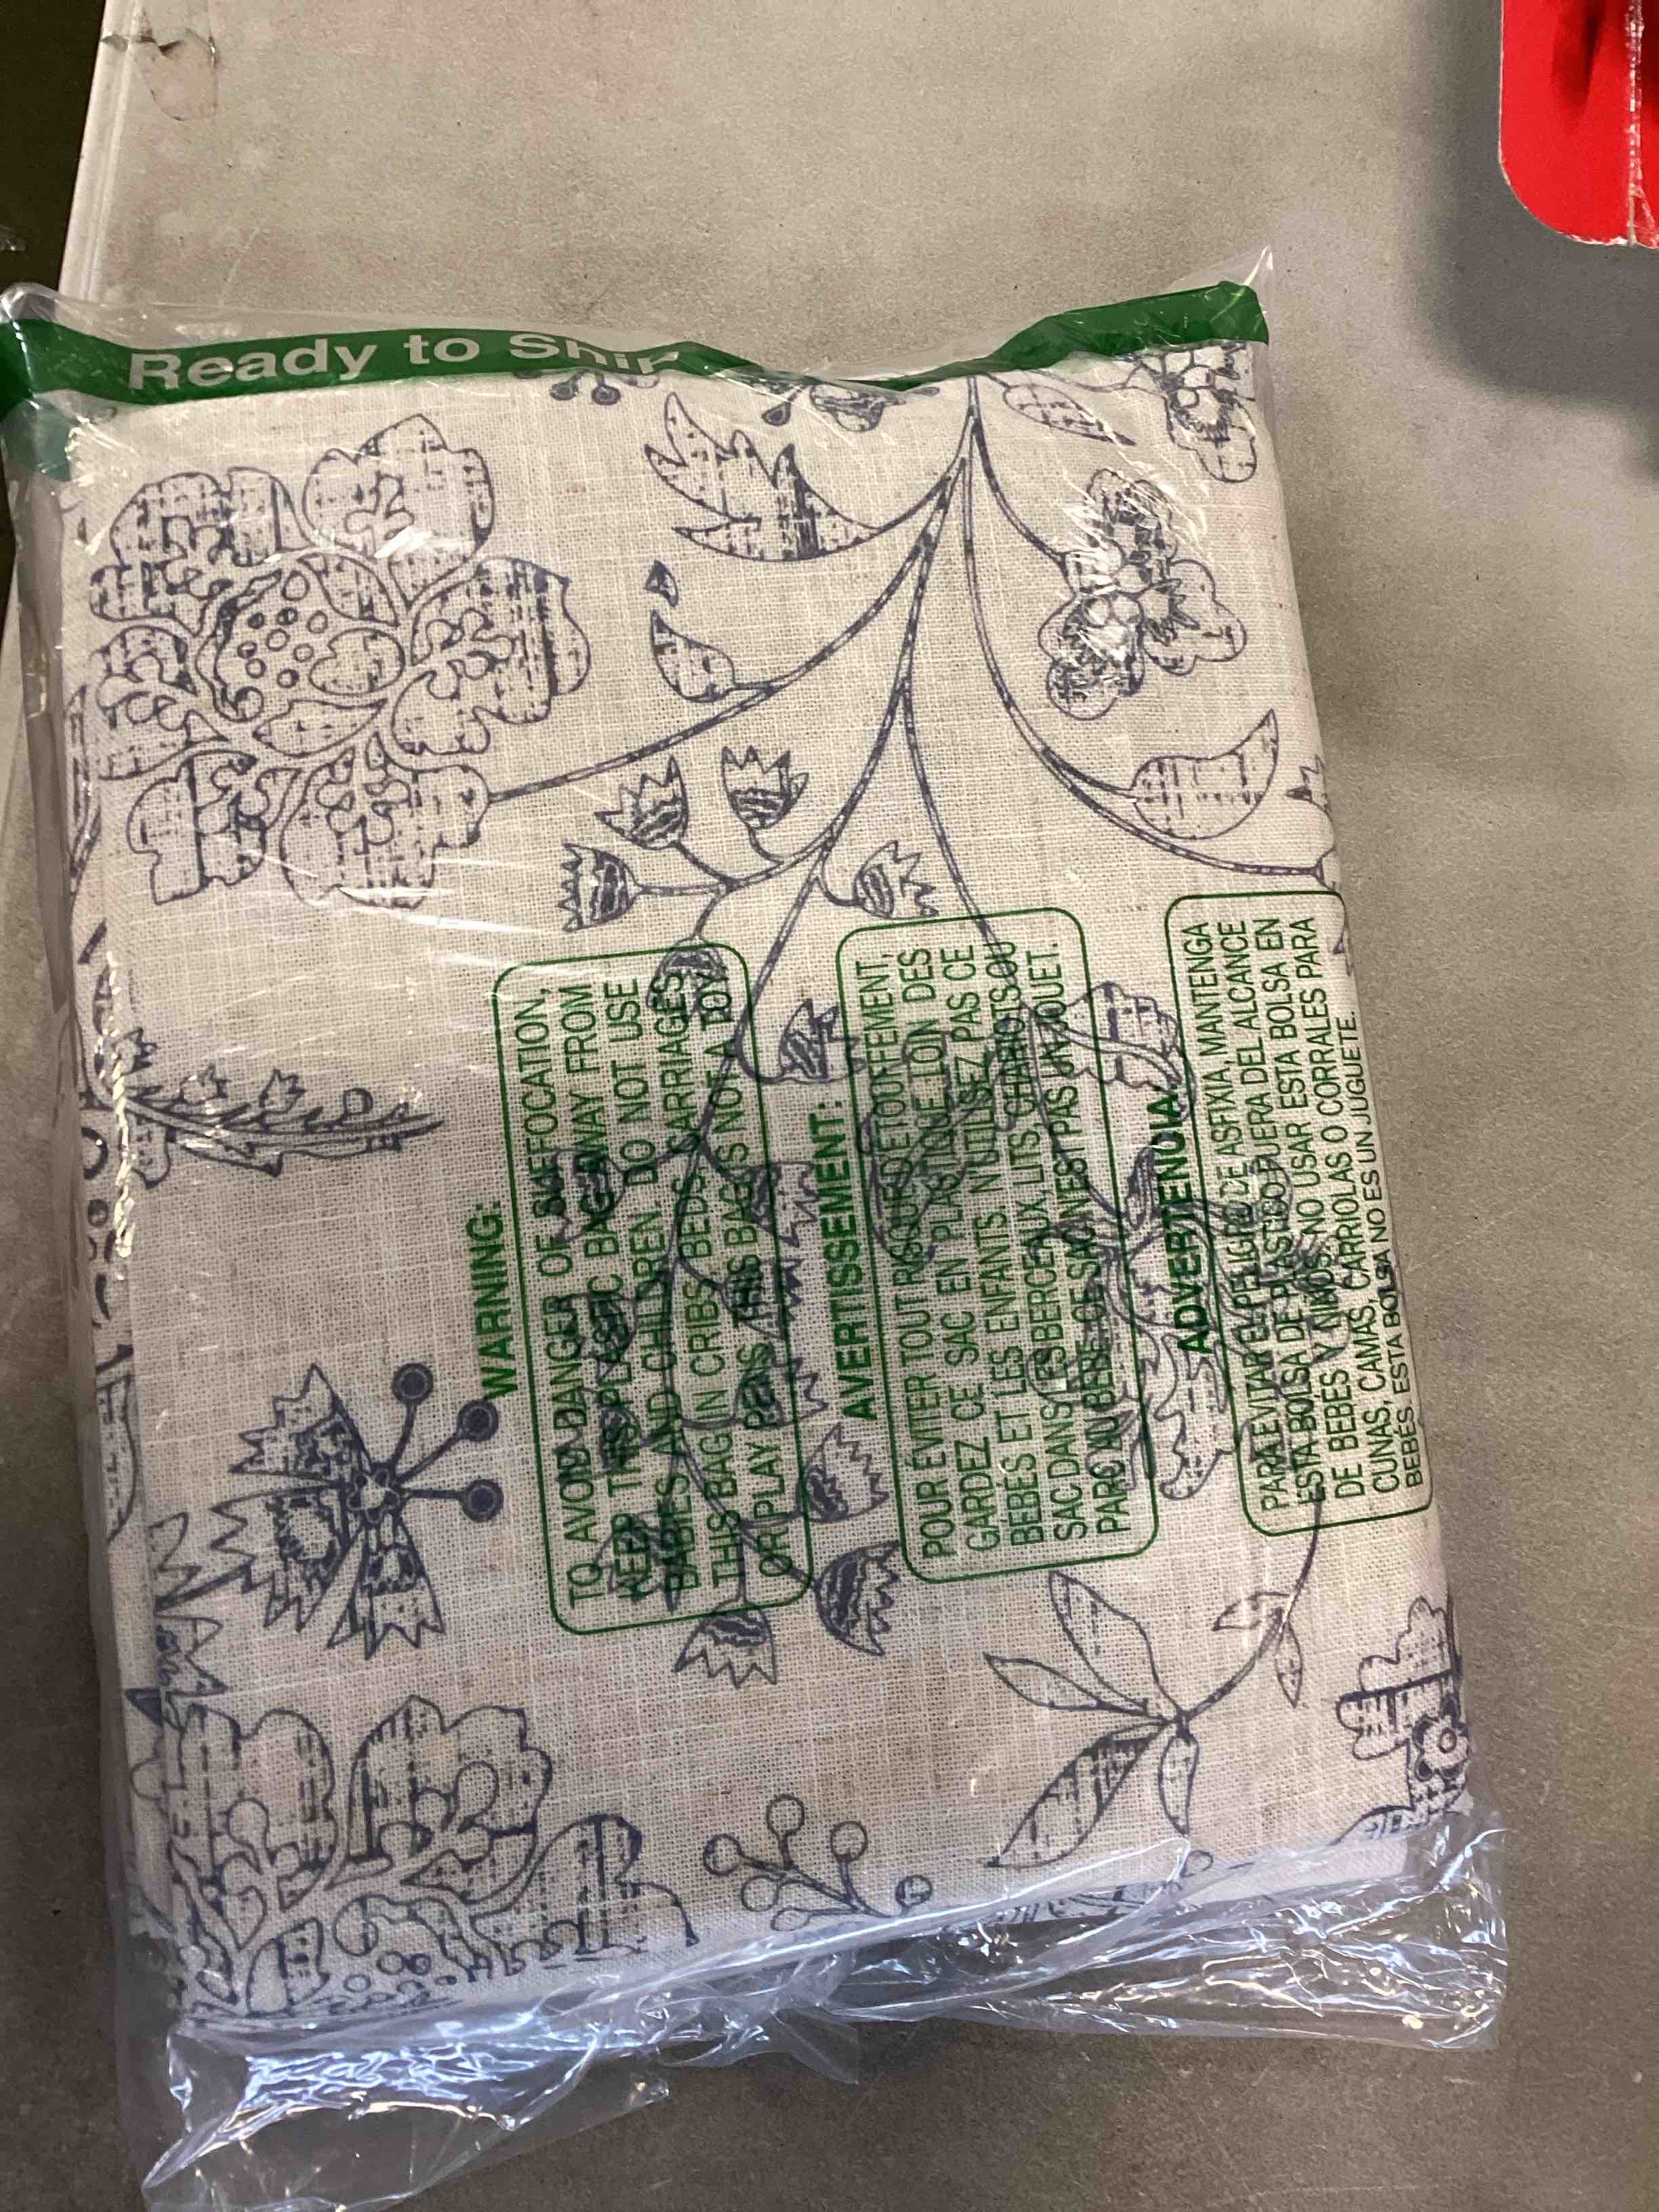 Ready to Ship
WARNING:
TO AVOID DANGER OF SUFFOCATION,
KEEP THIS PLASTIC BAG AWAY FROM
BABIES AND CHILDREN. DO NOT USE
THIS BAG IN CRIBS, BEDS, CARRIAGES
OR PLAY PENS. THIS BAG IS NOT A TOY.
AVERTISSEMENT:
POUR ÉVITER TOUT RISQUE D'ETOUFFEMENT,
GARDEZ CE SAC EN PLASTIQUE LOIN DES
BÉBÉS ET LES ENFANTS. N'UTILISEZ PAS CE
SAC DANS LES BERCEAUX, LITS, CHARIOTS OU
PARC AU BÉBÉ. CE SAC N'EST PAS UN JOUET.
ADVERTENCIA:
PARA EVITAR EL PELIGRO DE ASFIXIA, MANTENGA
ESTA BOLSA DE PLASTICO FUERA DEL ALCANCE
DE BEBES Y NIÑOS. NO USAR ESTA BOLSA EN
CUNAS, CAMAS, CARRIOLAS O CORRALES PARA
BEBÉS. ESTA BOLSA NO ES UN JUGUETE.